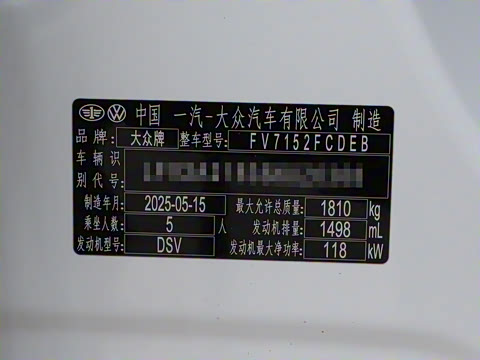 中国 一汽-大众汽车有限公司 制造
品牌: 大众牌 整车型号: FV7152FCDEB
车辆识
别代号:
制造年月: 2025-05-15 最大允许总质量: 1810 kg
乘坐人数: 5 人 发动机排量: 1498 mL
发动机型号: DSV 发动机最大净功率: 118 kW